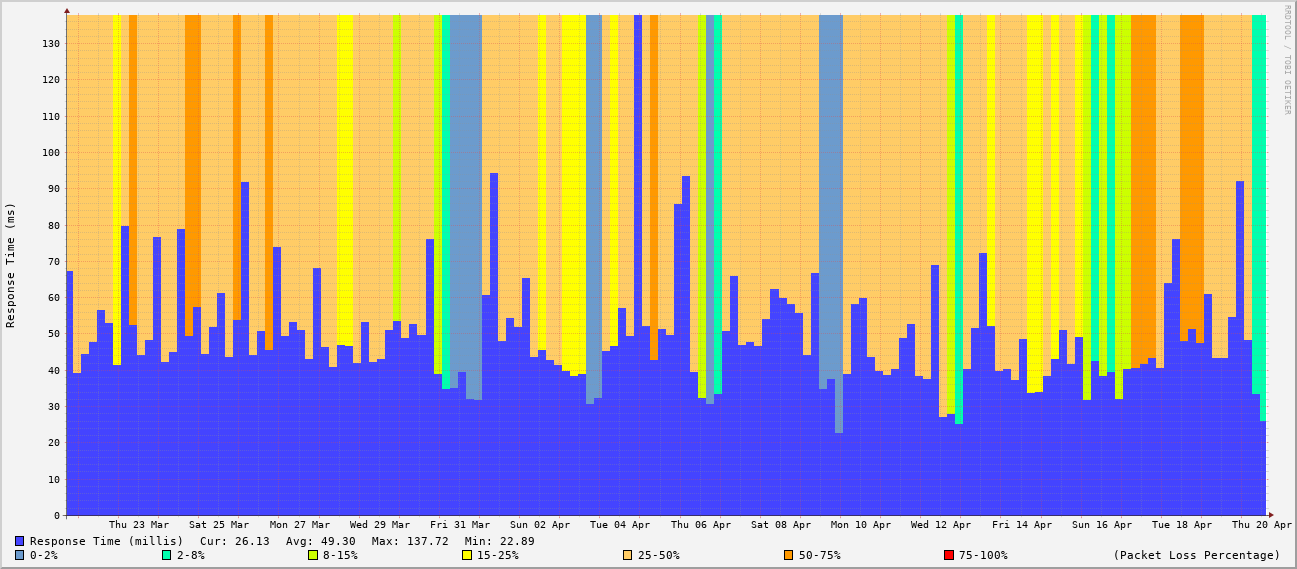 RRDTOOL / TOBI OETIKER
Response Time (ms)
130
120
110
100
90
80
70
60
50
40
30
20
10
0
Thu 23 Mar Sat 25 Mar Mon 27 Mar Wed 29 Mar Fri 31 Mar Sun 02 Apr Tue 04 Apr Thu 06 Apr Sat 08 Apr Mon 10 Apr Wed 12 Apr Fri 14 Apr Sun 16 Apr Tue 18 Apr Thu 20 Apr
Response Time (millis) Cur: 26.13 Avg: 49.30 Max: 137.72 Min: 22.89
0-2% 2-8% 8-15% 15-25% 25-50% 50-75% 75-100% (Packet Loss Percentage)